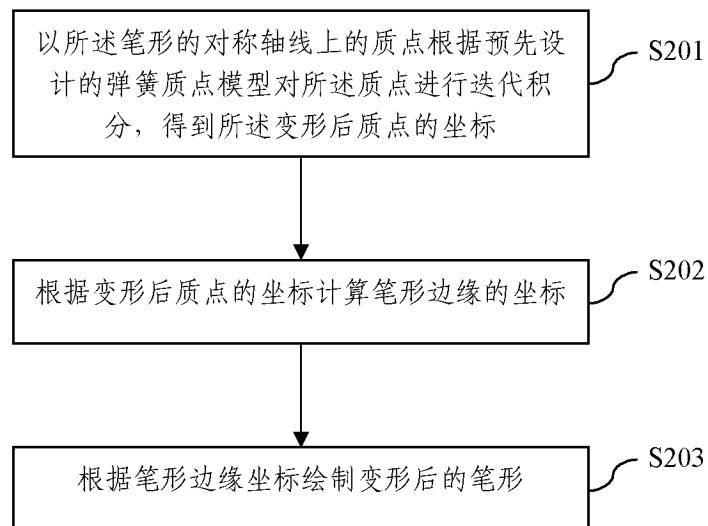 以所述笔形的对称轴线上的质点根据预先设
计的弹簧质点模型对所述质点进行迭代积
分，得到所述变形后质点的坐标
S201
根据变形后质点的坐标计算笔形边缘的坐标
S202
根据笔形边缘坐标绘制变形后的笔形
S203